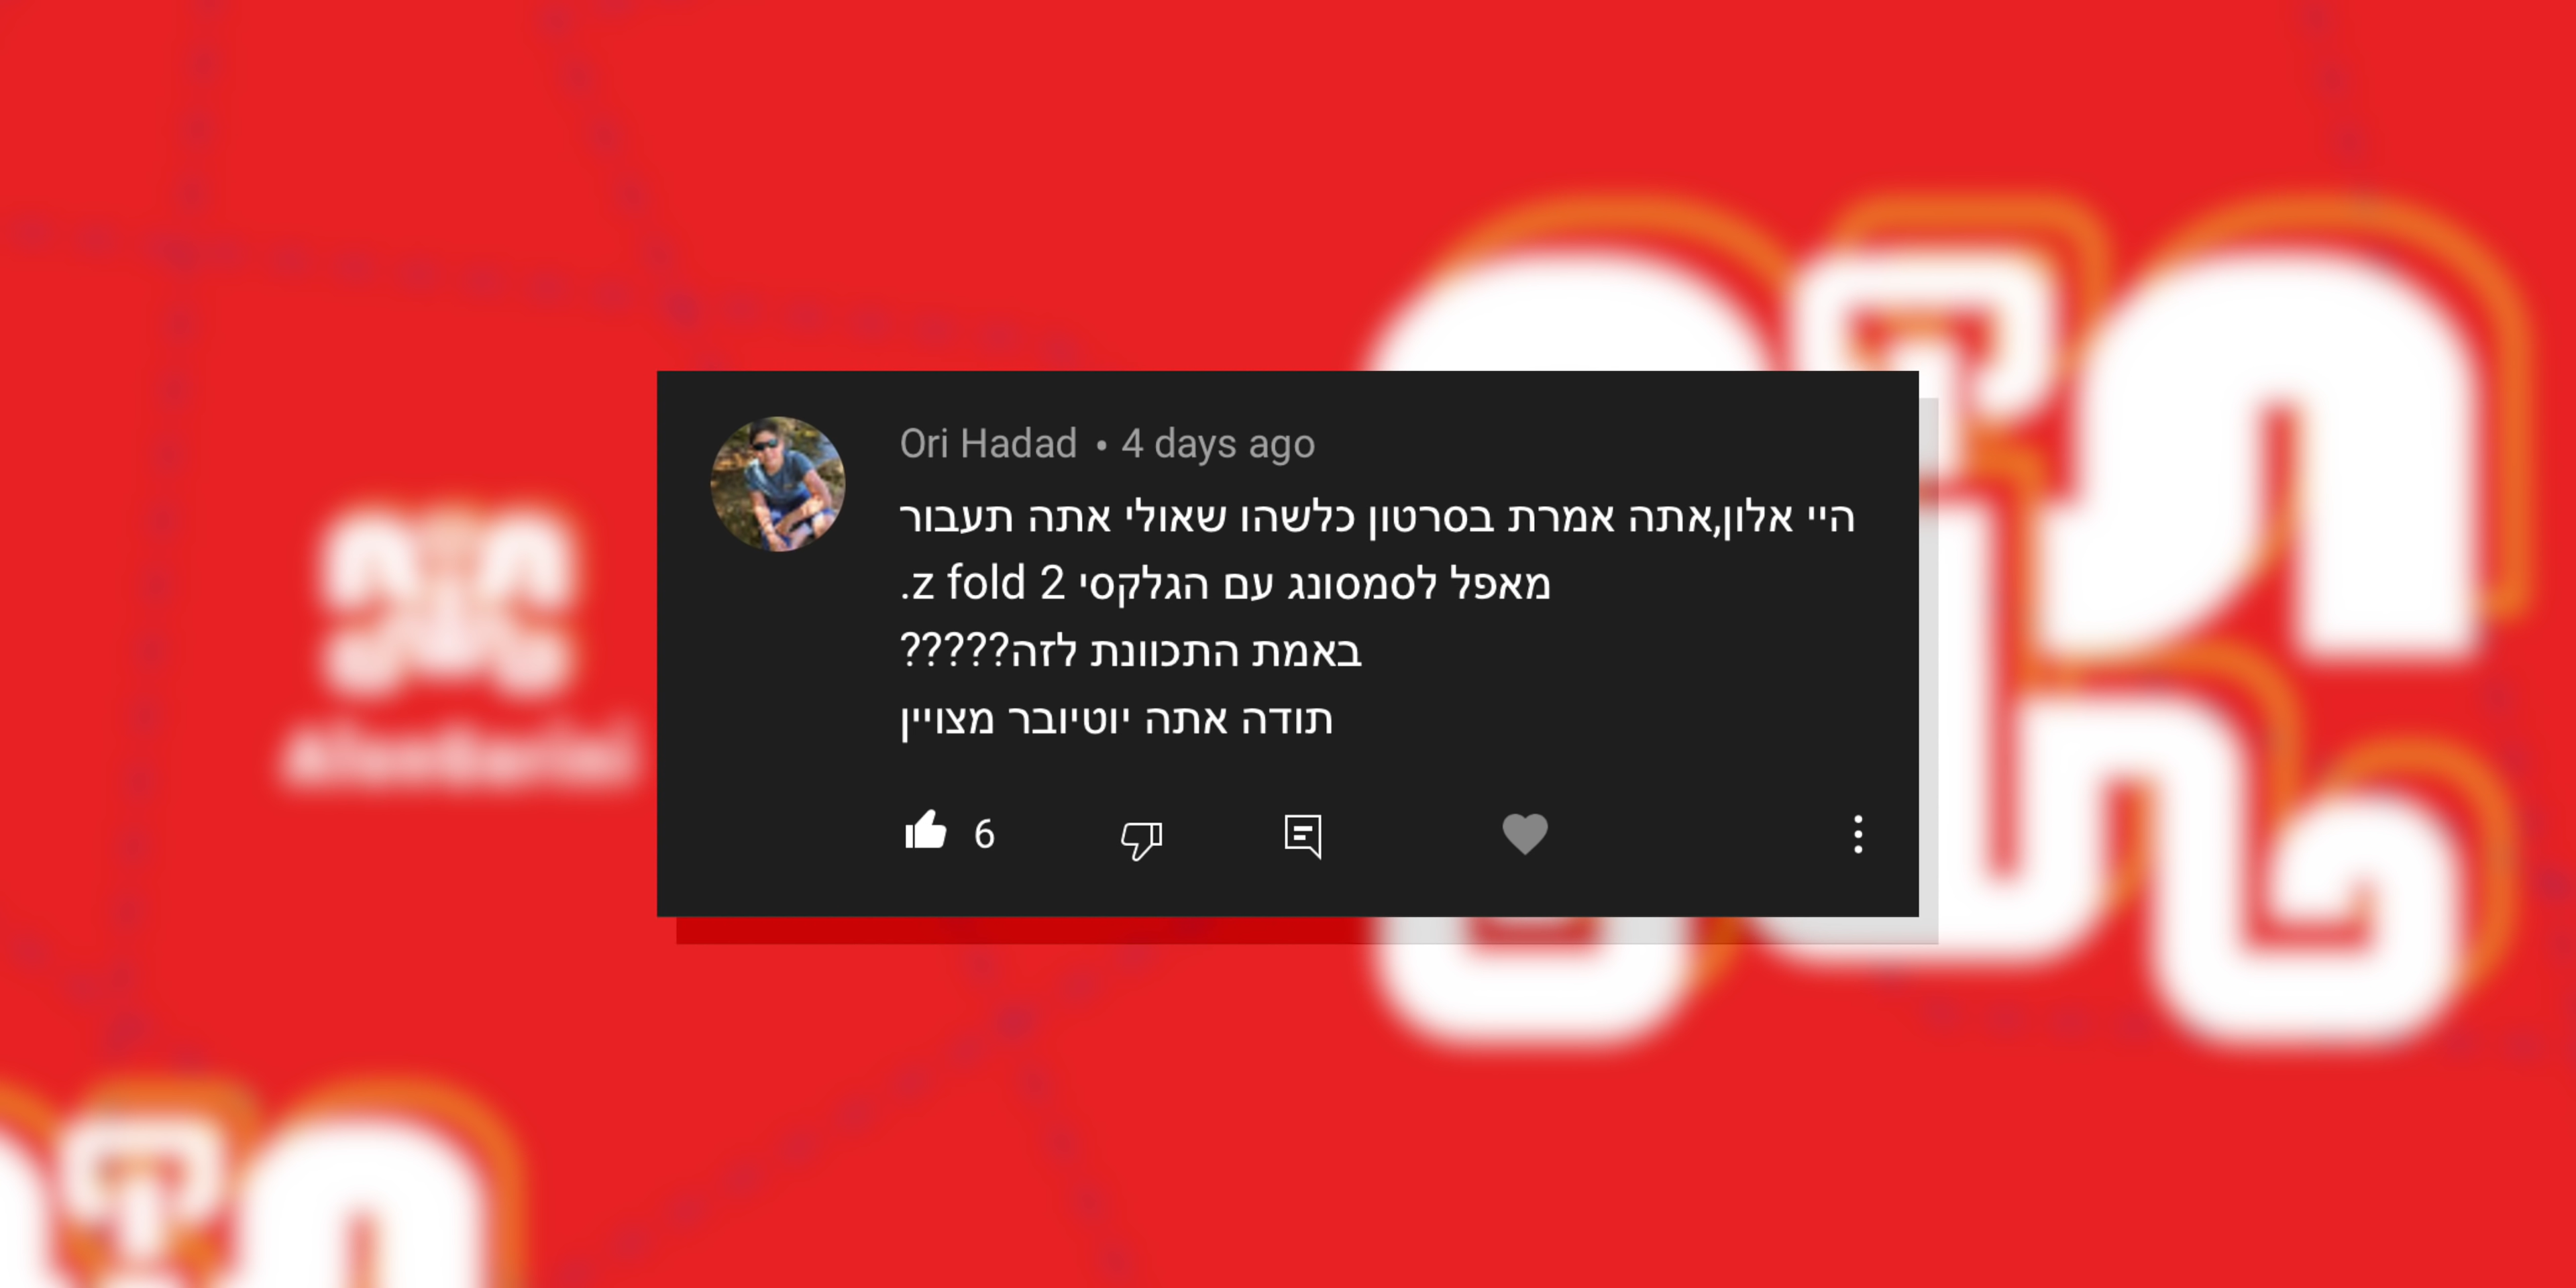 Ori Hadad • 4 days ago
היי אלון,אתה אמרת בסרטון כלשהו שאולי אתה תעבור
מאפל לסמסונג עם הגלקסי z fold 2.
באמת התכוונת לזה?????
תודה אתה יוטיובר מצויין
6